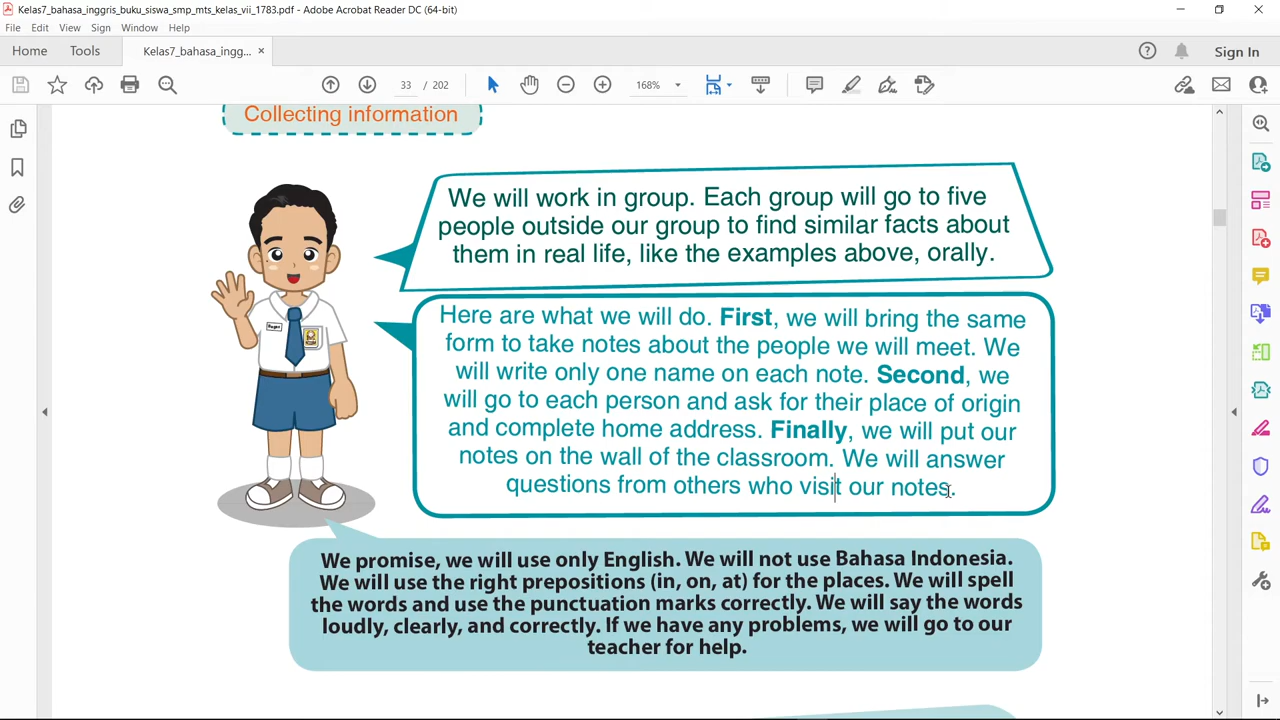 Kelas7_bahasa_inggris_buku_siswa_smp_mts_kelas_vii_1783.pdf - Adobe Acrobat Reader DC (64-bit)
File Edit View Sign Window Help
Home Tools Kelas7_bahasa_ingg... × Sign In
33 / 202 168%
Collecting information
We will work in group. Each group will go to five
people outside our group to find similar facts about
them in real life, like the examples above, orally.
Here are what we will do. First, we will bring the same
form to take notes about the people we will meet. We
will write only one name on each note. Second, we
will go to each person and ask for their place of origin
and complete home address. Finally, we will put our
notes on the wall of the classroom. We will answer
questions from others who visit our notes.
We promise, we will use only English. We will not use Bahasa Indonesia.
We will use the right prepositions (in, on, at) for the places. We will spell
the words and use the punctuation marks correctly. We will say the words
loudly, clearly, and correctly. If we have any problems, we will go to our
teacher for help.